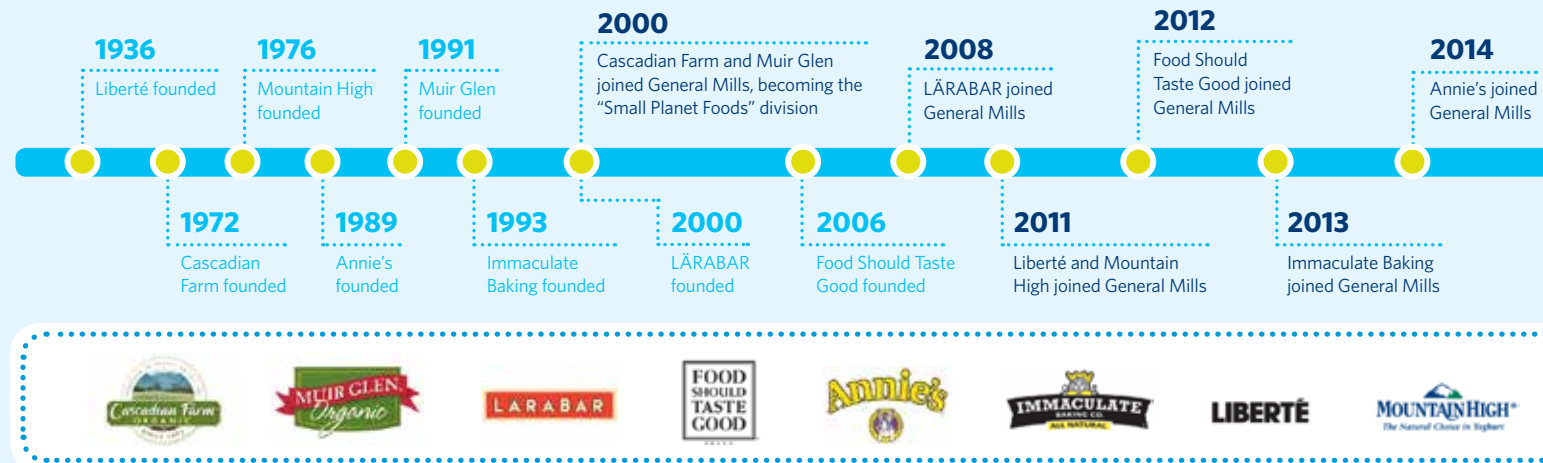 1936
Liberté founded
1976
Mountain High
founded
1991
Muir Glen
founded
2000
Cascadian Farm and Muir Glen
joined General Mills, becoming the
“Small Planet Foods” division
2008
LÄRABAR joined
General Mills
2012
Food Should
Taste Good joined
General Mills
2014
Annie’s joined
General Mills
1972
Cascadian
Farm founded
1989
Annie’s
founded
1993
Immaculate
Baking founded
2000
LÄRABAR
founded
2006
Food Should Taste
Good founded
2011
Liberté and Mountain
High joined General Mills
2013
Immaculate Baking
joined General Mills
Cascadian Farm
ORGANIC
MUIR GLEN
Organic
LARABAR
FOOD
SHOULD
TASTE
GOOD
Annie's
IMMACULATE
BAKING CO.
ALL NATURAL
LIBERTÉ
MOUNTAIN HIGH®
The Natural Choice in Yoghurt